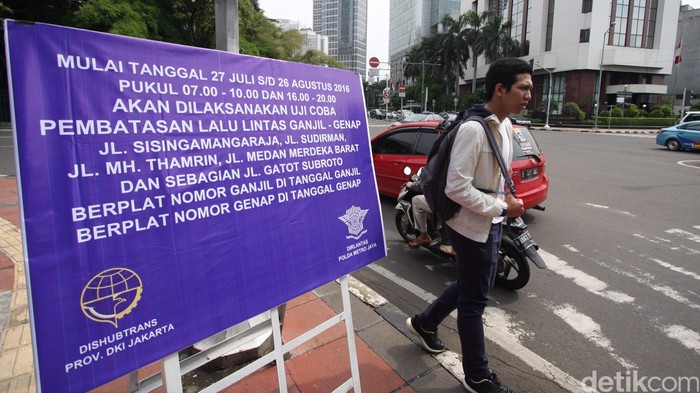 MULAI TANGGAL 27 JULI S/D 26 AGUSTUS 2016
PUKUL 07.00 - 10.00 DAN 16.00 - 20.00
AKAN DILAKSANAKAN UJI COBA
PEMBATASAN LALU LINTAS GANJIL - GENAP
JL. SISINGAMANGARAJA, JL. SUDIRMAN,
JL. MH. THAMRIN, JL. MEDAN MERDEKA BARAT
DAN SEBAGIAN JL. GATOT SUBROTO
BERPLAT NOMOR GANJIL DI TANGGAL GANJIL
BERPLAT NOMOR GENAP DI TANGGAL GENAP
DISHUBTRANS
PROV. DKI JAKARTA
DIRLANTAS
POLDA METRO JAYA
detikcom